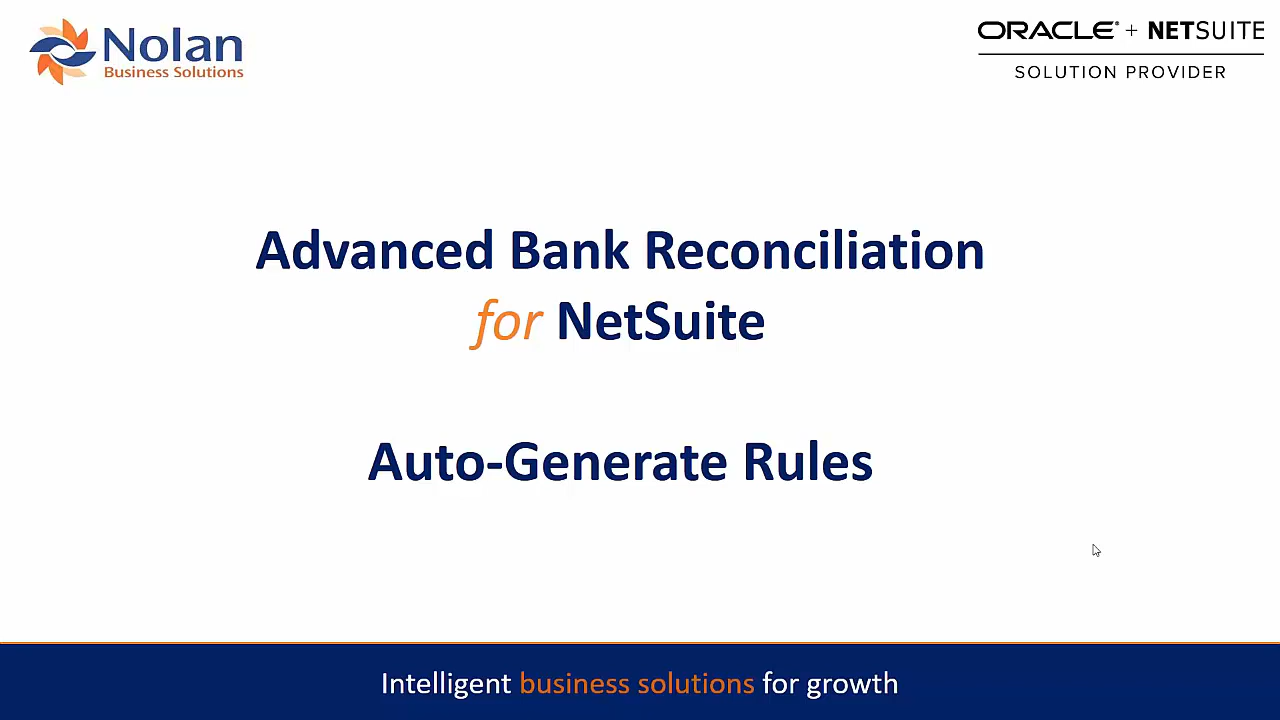 Nolan
Business Solutions
ORACLE® + NETSUITE
SOLUTION PROVIDER
Advanced Bank Reconciliation
for NetSuite
Auto-Generate Rules
Intelligent business solutions for growth